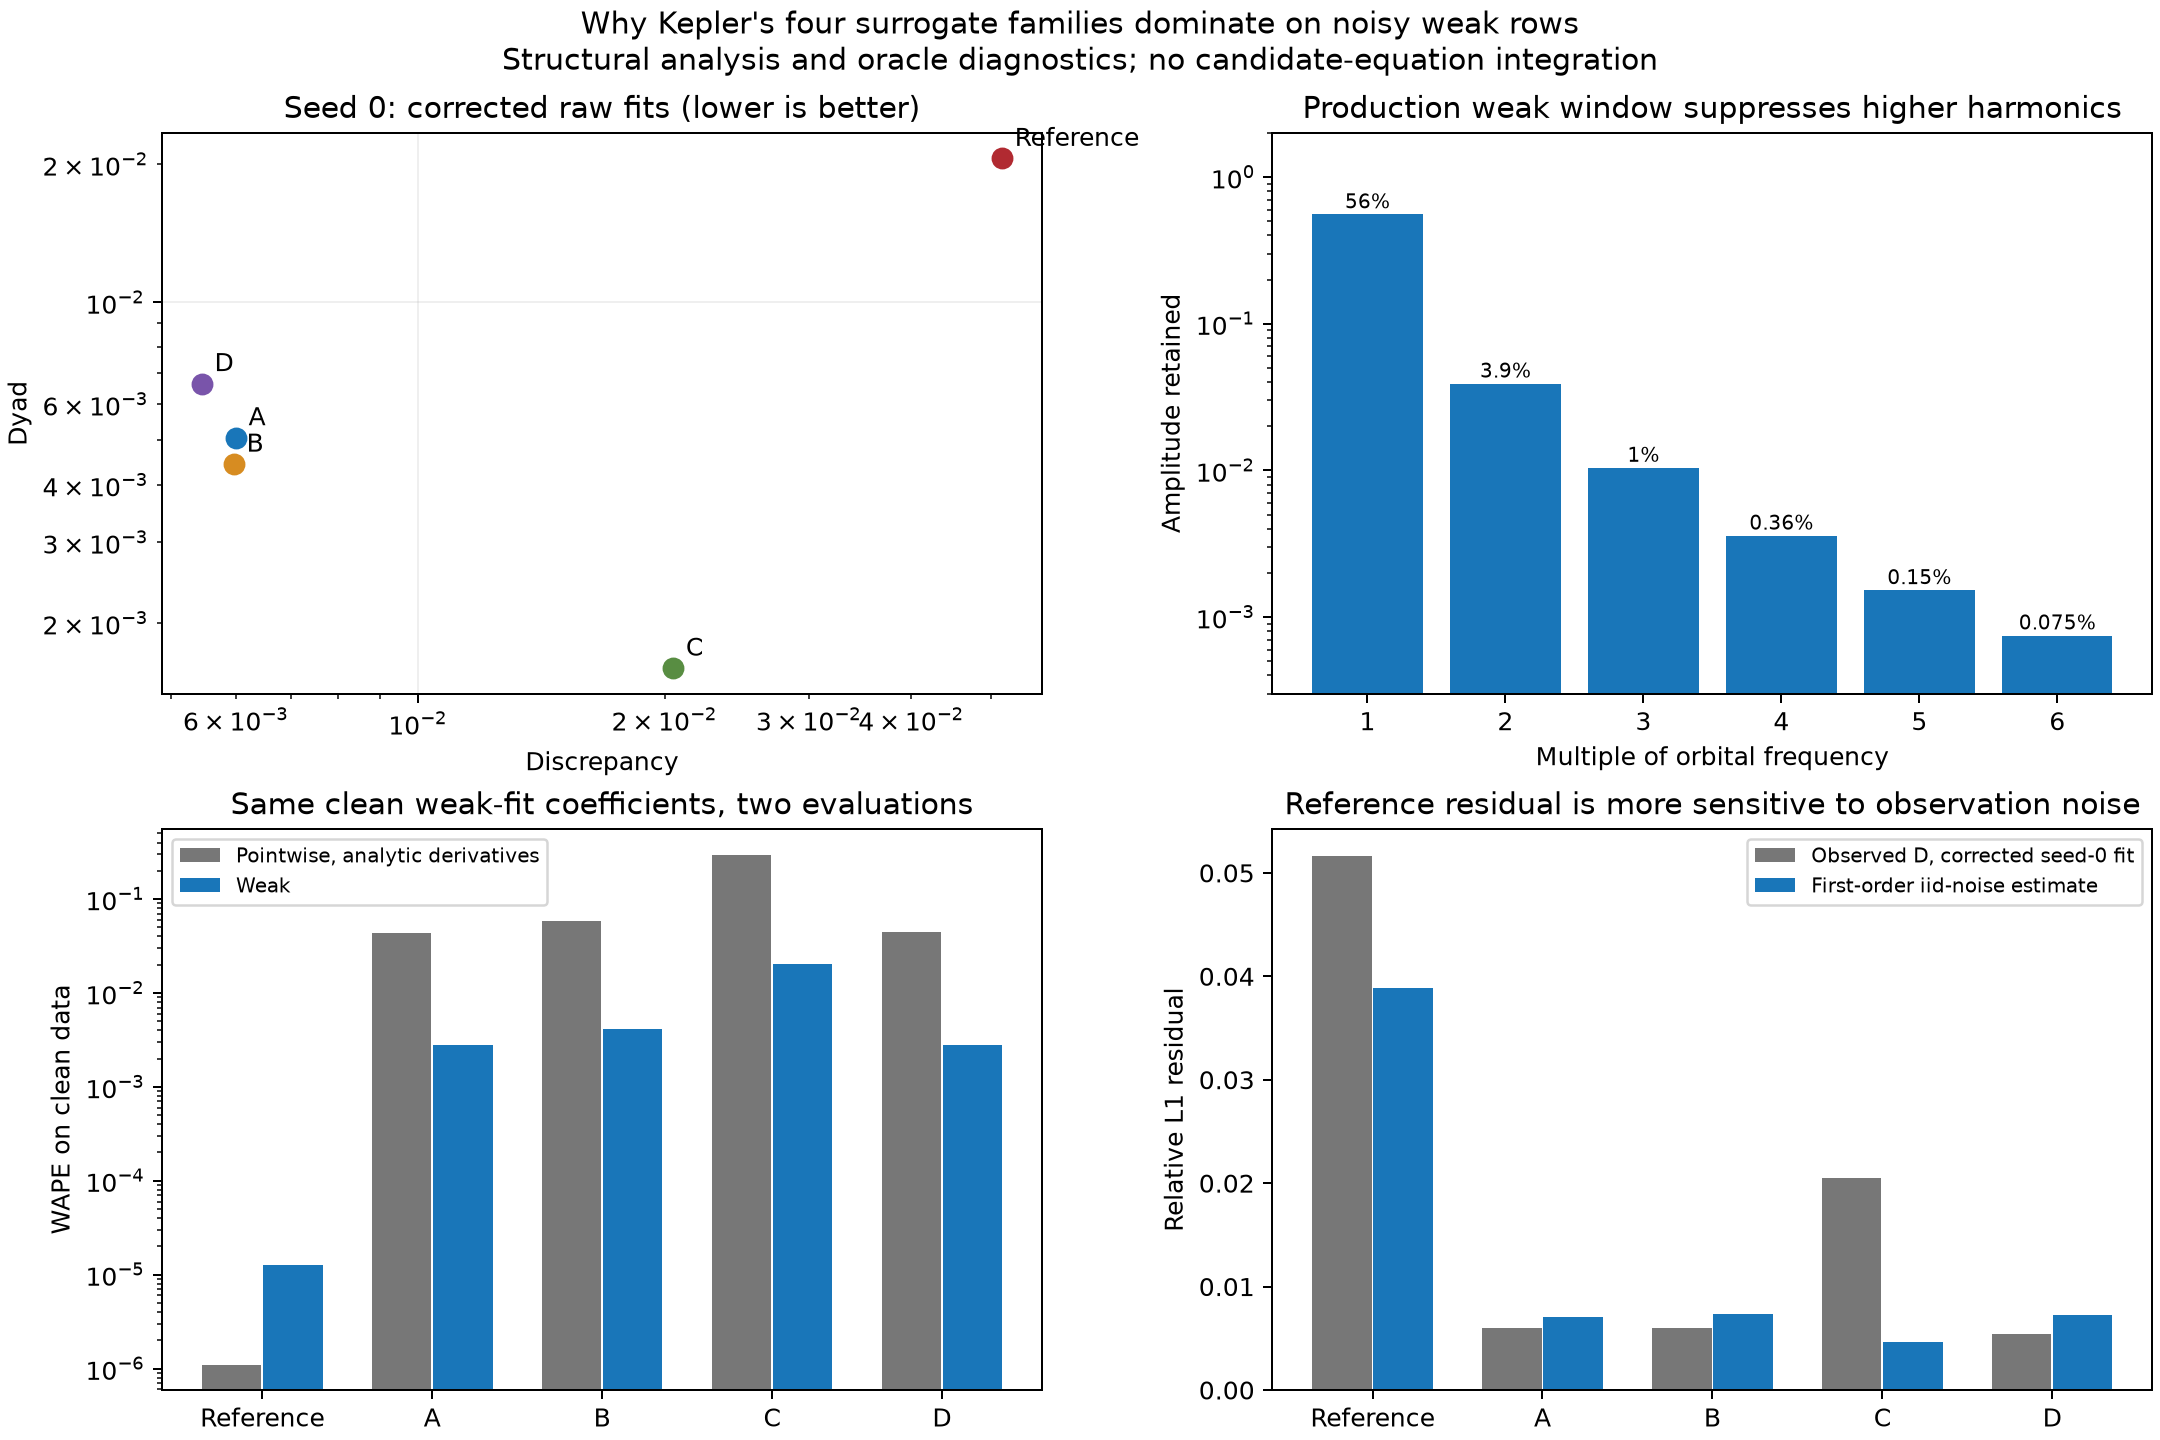 Why Kepler's four surrogate families dominate on noisy weak rows
Structural analysis and oracle diagnostics; no candidate-equation integration
Seed 0: corrected raw fits (lower is better)
Reference
D
A
B
C
2 × 10⁻²
10⁻²
6 × 10⁻³
4 × 10⁻³
3 × 10⁻³
2 × 10⁻³
Dyad
6 × 10⁻³
10⁻²
2 × 10⁻²
3 × 10⁻²
4 × 10⁻²
Discrepancy
Production weak window suppresses higher harmonics
56%
3.9%
1%
0.36%
0.15%
0.075%
10⁰
10⁻¹
10⁻²
10⁻³
Amplitude retained
1
2
3
4
5
6
Multiple of orbital frequency
Same clean weak-fit coefficients, two evaluations
Pointwise, analytic derivatives
Weak
10⁻¹
10⁻²
10⁻³
10⁻⁴
10⁻⁵
10⁻⁶
WAPE on clean data
Reference
A
B
C
D
Reference residual is more sensitive to observation noise
Observed D, corrected seed-0 fit
First-order iid-noise estimate
0.05
0.04
0.03
0.02
0.01
0.00
Relative L1 residual
Reference
A
B
C
D